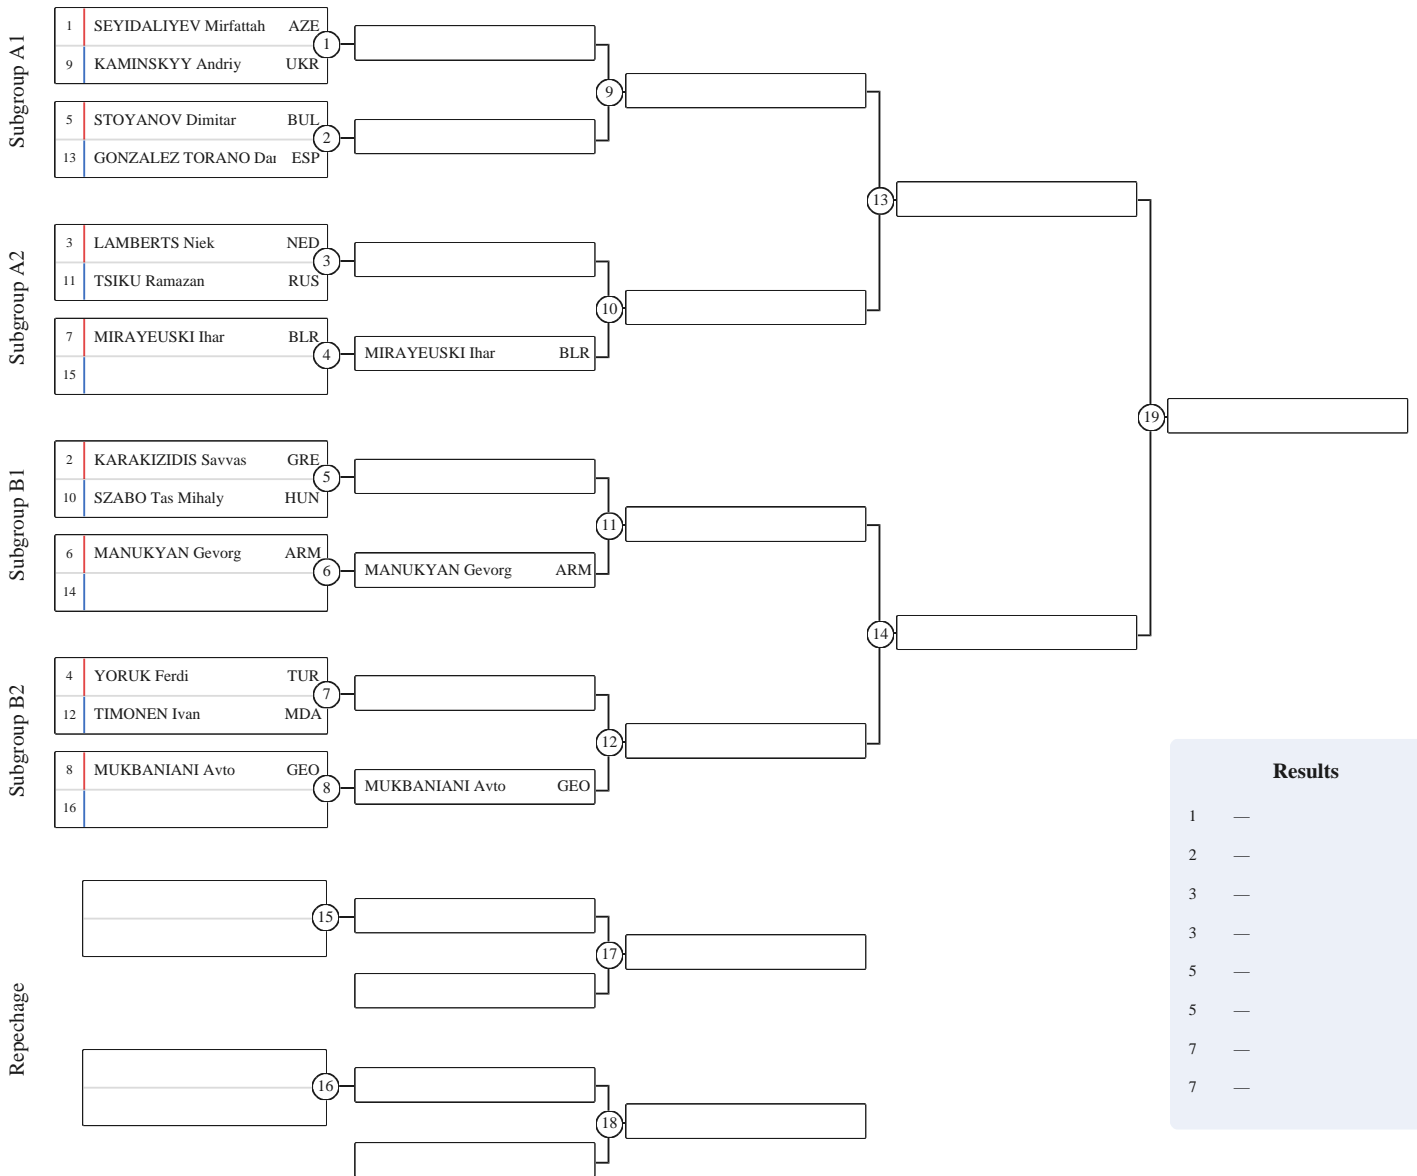 Subgroup A1
1 SEYIDALIYEV Mirfattah AZE
9 KAMINSKYY Andriy UKR
1
5 STOYANOV Dimitar BUL
13 GONZALEZ TORANO Dar ESP
2
9
Subgroup A2
3 LAMBERTS Niek NED
11 TSIKU Ramazan RUS
3
7 MIRAYEUSKI Ihar BLR
15
4
MIRAYEUSKI Ihar BLR
10
13
Subgroup B1
2 KARAKIZIDIS Savvas GRE
10 SZABO Tas Mihaly HUN
5
6 MANUKYAN Gevorg ARM
14
6
MANUKYAN Gevorg ARM
11
Subgroup B2
4 YORUK Ferdi TUR
12 TIMONEN Ivan MDA
7
8 MUKBANIANI Avto GEO
16
8
MUKBANIANI Avto GEO
12
14
19
Repechage
15
17
16
18
Results
1 —
2 —
3 —
3 —
5 —
5 —
7 —
7 —